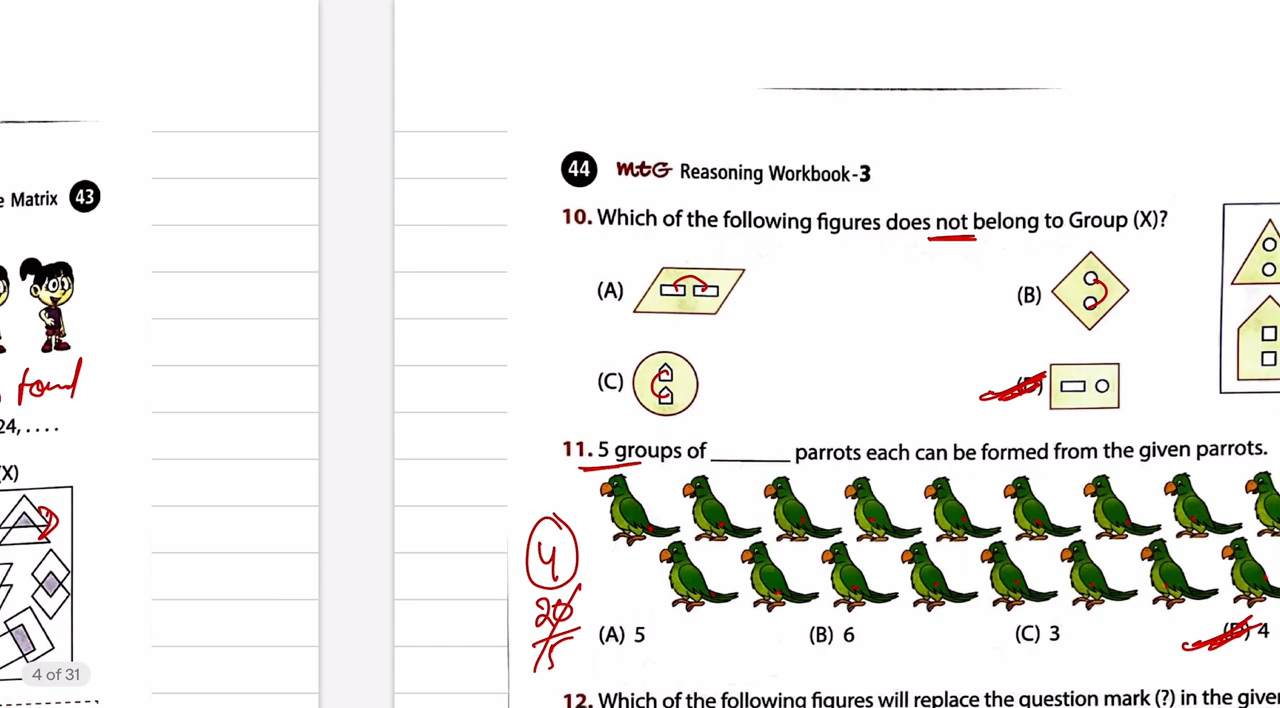 e Matrix 43
found
24, . . . .
(X)
4 of 31
44 mtG Reasoning Workbook-3
10. Which of the following figures does not belong to Group (X)?
(A)
(B)
(C)
(D)
11. 5 groups of ________ parrots each can be formed from the given parrots.
4
20/5
(A) 5
(B) 6
(C) 3
(D) 4
12. Which of the following figures will replace the question mark (?) in the give